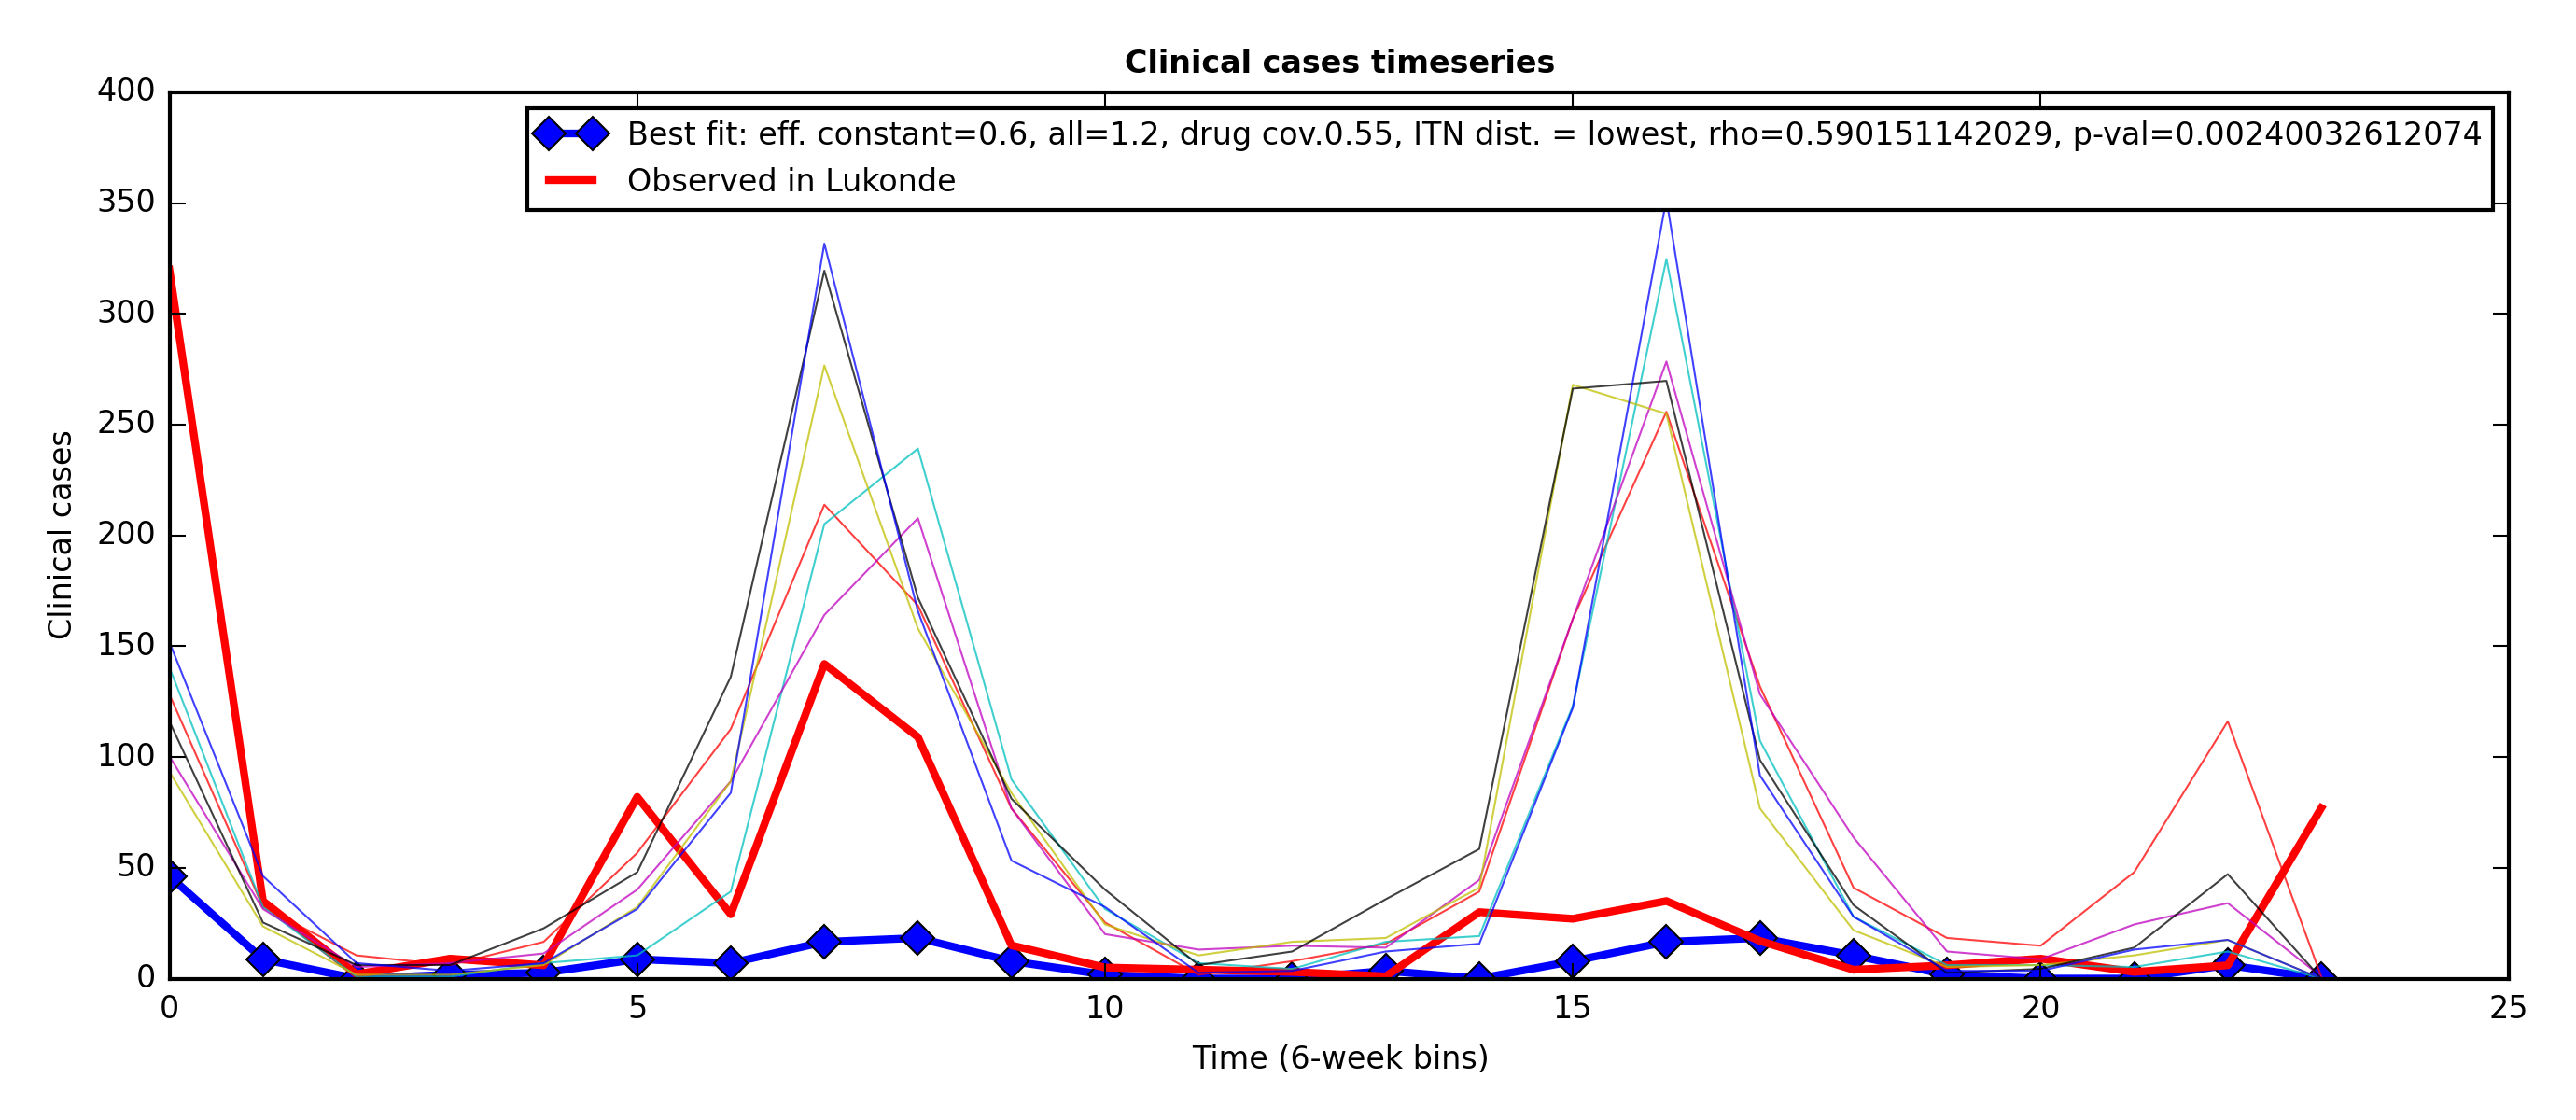 Clinical cases timeseries
Best fit: eff. constant=0.6, all=1.2, drug cov.0.55, ITN dist. = lowest, rho=0.590151142029, p-val=0.00240032612074
Observed in Lukonde
400
350
300
250
200
150
100
50
0
Clinical cases
0 5 10 15 20 25
Time (6-week bins)